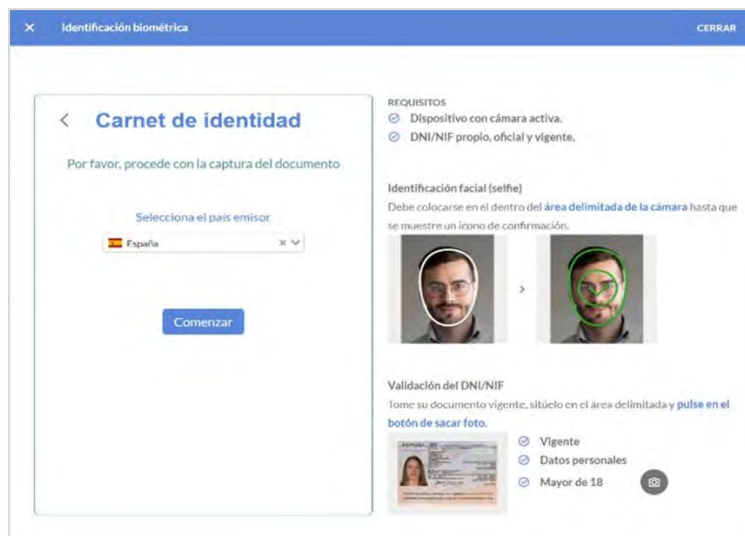 Identificación biométrica
CERRAR
Carnet de identidad
Por favor, procede con la captura del documento
Selecciona el país emisor
España
Comenzar
REQUISITOS
Dispositivo con cámara activa.
DNI/NIF propio, oficial y vigente.
Identificación facial (selfie)
Debe colocarse en el dentro del área delimitada de la cámara hasta que
se muestre un icono de confirmación.
Validación del DNI/NIF
Tome su documento vigente, sitúelo en el área delimitada y pulse en el
botón de sacar foto.
ESPAÑA
Vigente
Datos personales
Mayor de 18